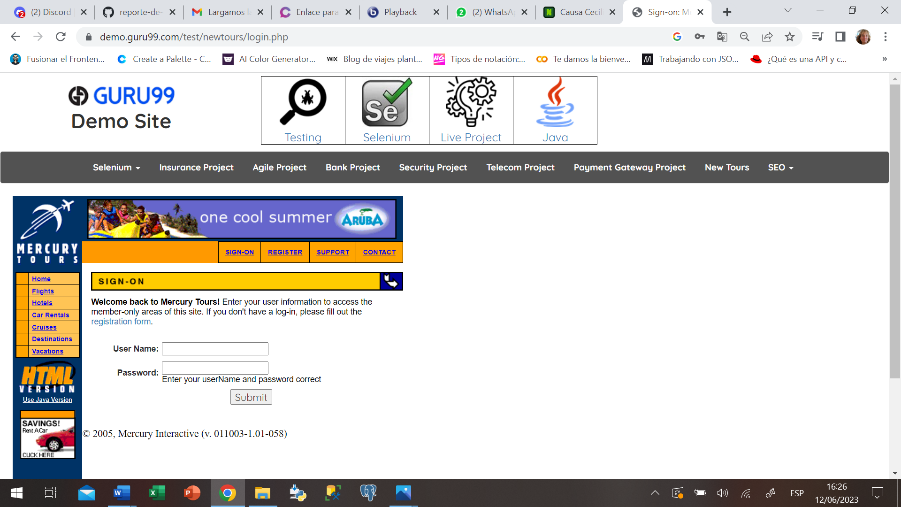 (2) Discord
reporte-de-
Largamos l
Enlace para
Playback
(2) WhatsA
Causa Cecil
Sign-on: M
demo.guru99.com/test/newtours/login.php
Fusionar el Fronten...
Create a Palette - C...
AI Color Generator...
Blog de viajes plant...
Tipos de notación,...
Te damos la bienve...
Trabajando con JSO...
¿Qué es una API y c...
»
GURU99
Demo Site
Testing
Selenium
Live Project
Java
Selenium
Insurance Project
Agile Project
Bank Project
Security Project
Telecom Project
Payment Gateway Project
New Tours
SEO
MERCURY
TOURS
one cool summer ARUBA
SIGN-ON
REGISTER
SUPPORT
CONTACT
Home
Flights
Hotels
Car Rentals
Cruises
Destinations
Vacations
HTML
VERSION
Use Java Version
SAVINGS!
Rent A Car
CLICK HERE
SIGN-ON
Welcome back to Mercury Tours! Enter your user information to access the
member-only areas of this site. If you don't have a log-in, please fill out the
registration form.
User Name:
Password:
Enter your userName and password correct
Submit
© 2005, Mercury Interactive (v. 011003-1.01-058)
ESP
16:26
12/06/2023